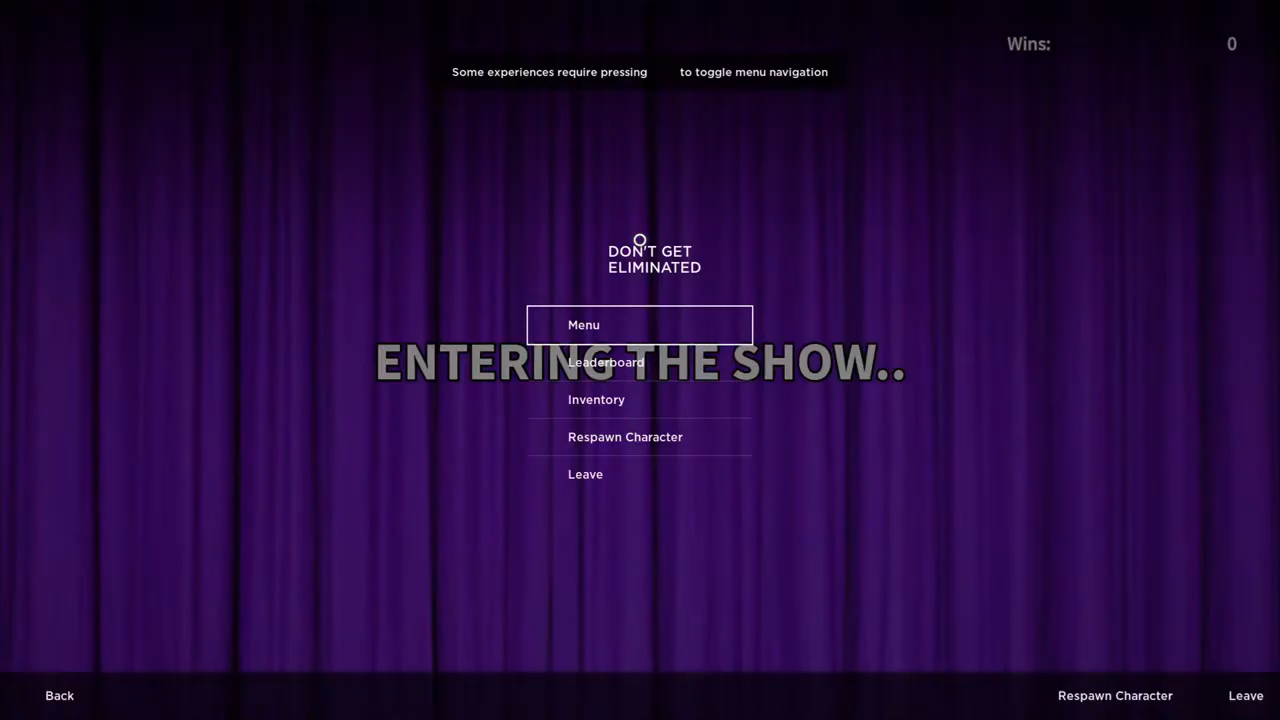 Wins: 0
Some experiences require pressing to toggle menu navigation
DON'T GET
ELIMINATED
Menu
ENTERING THE SHOW..
Leaderboard
Inventory
Respawn Character
Leave
Back Respawn Character Leave